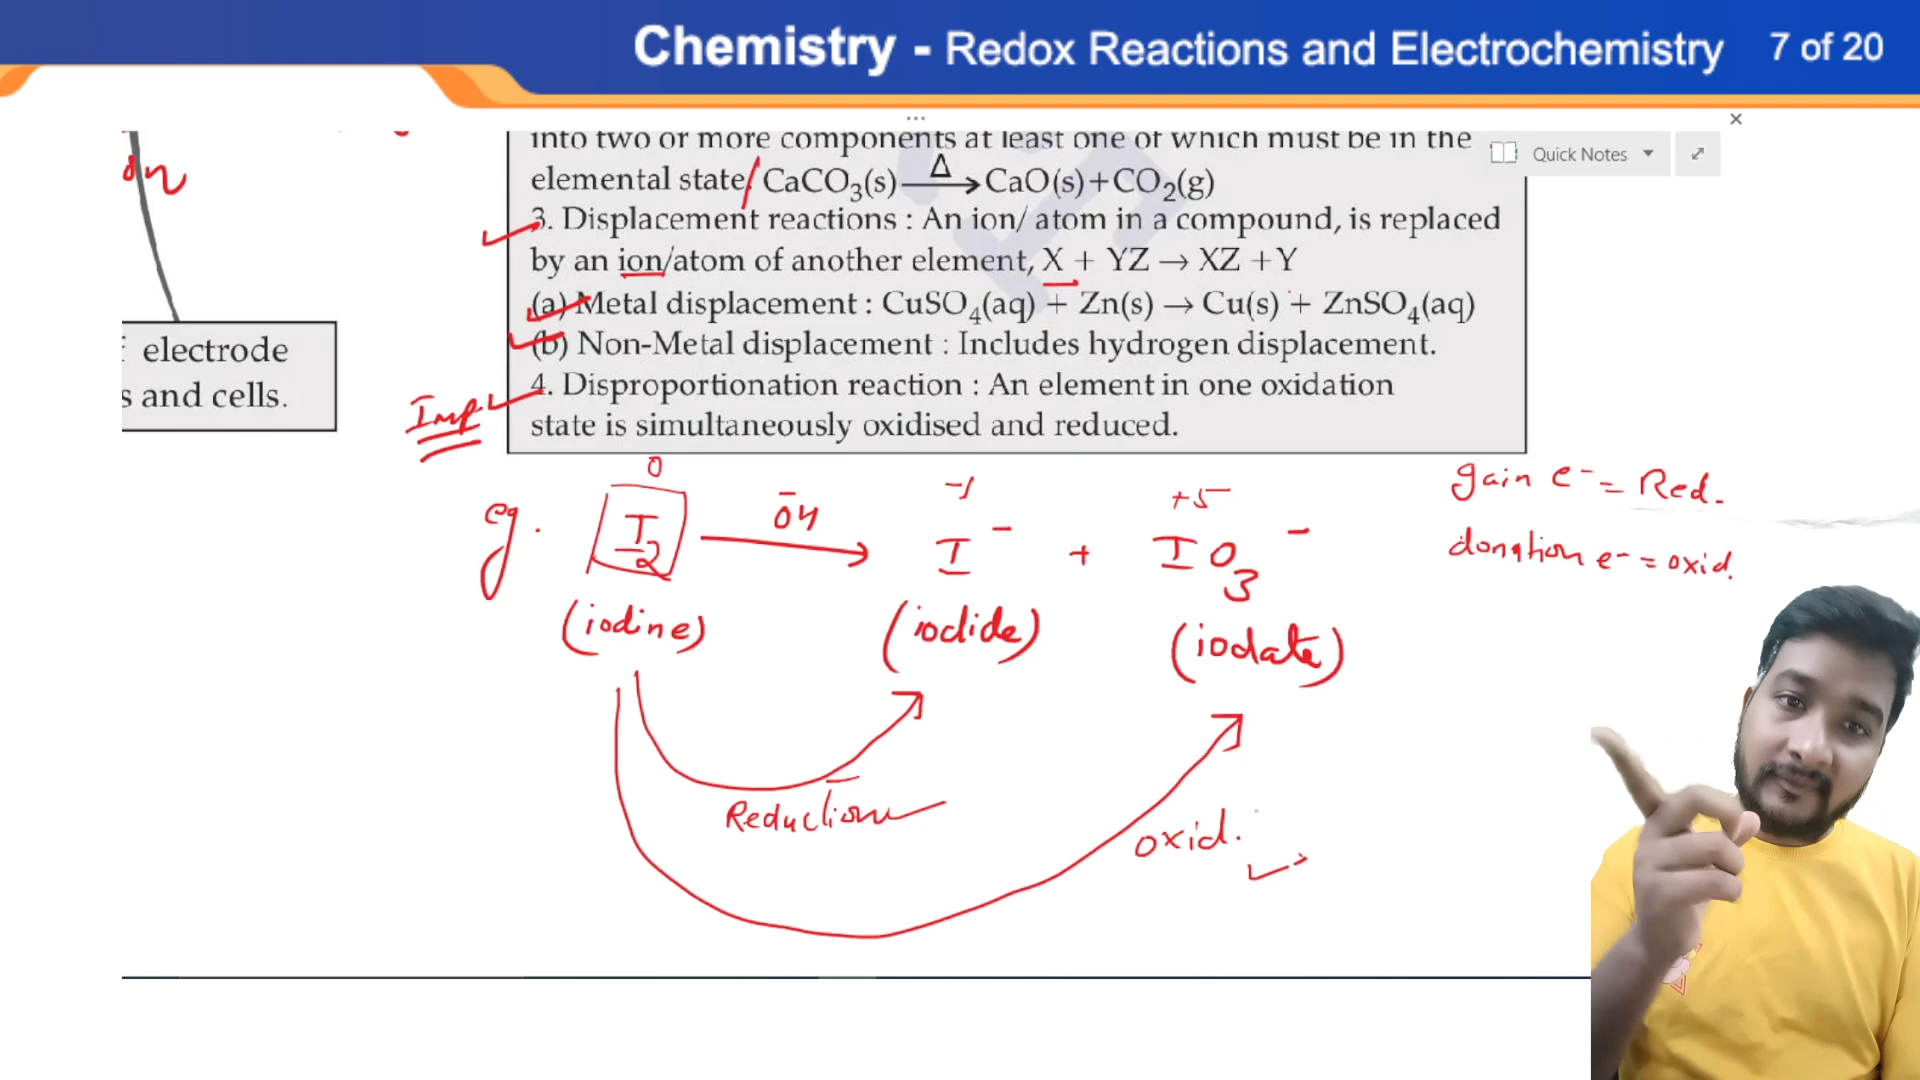 Chemistry - Redox Reactions and Electrochemistry 7 of 20
into two or more components at least one of which must be in the
Quick Notes
elemental state. CaCO₃(s) —Δ→ CaO(s)+CO₂(g)
3. Displacement reactions : An ion/ atom in a compound, is replaced
by an ion/atom of another element, X + YZ → XZ + Y
(a) Metal displacement : CuSO₄(aq) + Zn(s) → Cu(s) + ZnSO₄(aq)
(b) Non-Metal displacement : Includes hydrogen displacement.
4. Disproportionation reaction : An element in one oxidation
state is simultaneously oxidised and reduced.
electrode
s and cells.
Imp.
0 -1 +5
eg. I₂ —ŌH→ I⁻ + IO₃⁻
(iodine) (iodide) (iodate)
gain e⁻ = Red.
donation e⁻ = oxid.
Reduction
oxid.